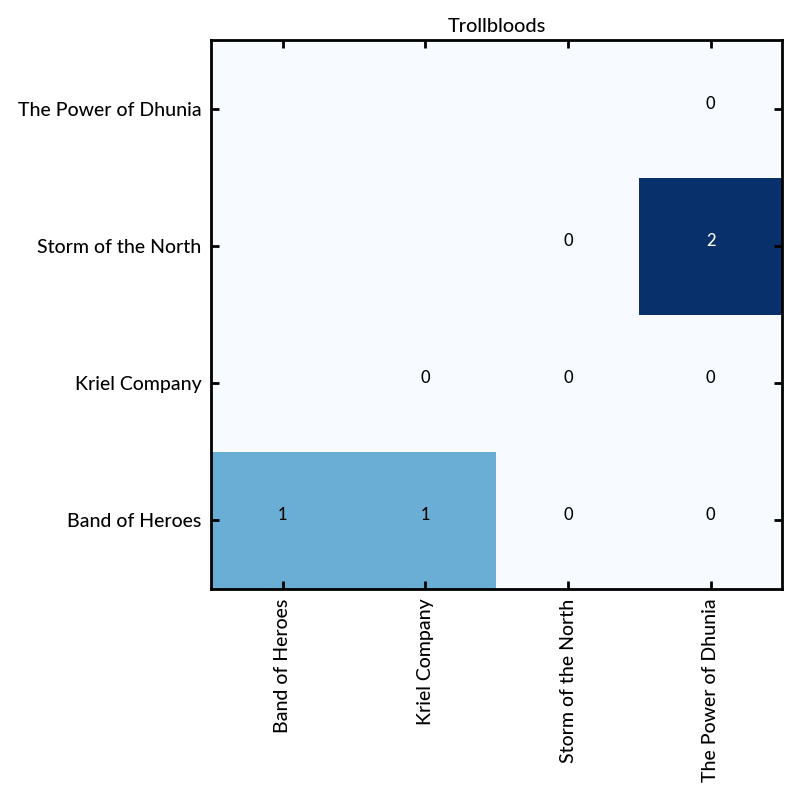 Trollbloods
The Power of Dhunia 0
Storm of the North 0 2
Kriel Company 0 0 0
Band of Heroes 1 1 0 0
Band of Heroes
Kriel Company
Storm of the North
The Power of Dhunia